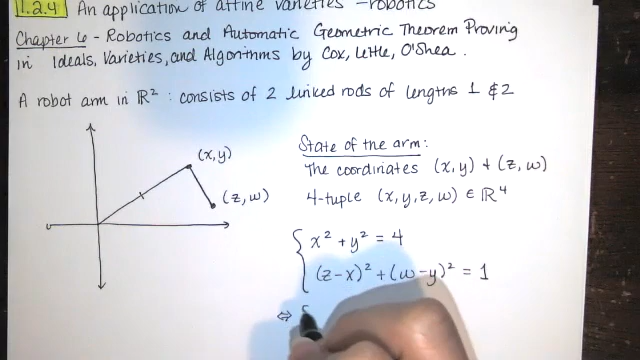 11.2.4 An application of affine varieties - robotics
Chapter 6 - Robotics and Automatic Geometric Theorem Proving
in Ideals, Varieties, and Algorithms by Cox, Little, O'Shea.
A robot arm in ℝ² : consists of 2 linked rods of lengths 1 & 2
(x,y)
(z,w)
State of the arm:
The coordinates (x,y) + (z,w)
4-tuple (x,y,z,w) ∈ ℝ⁴
{ x² + y² = 4
(z-x)² + (w-y)² = 1
⇔